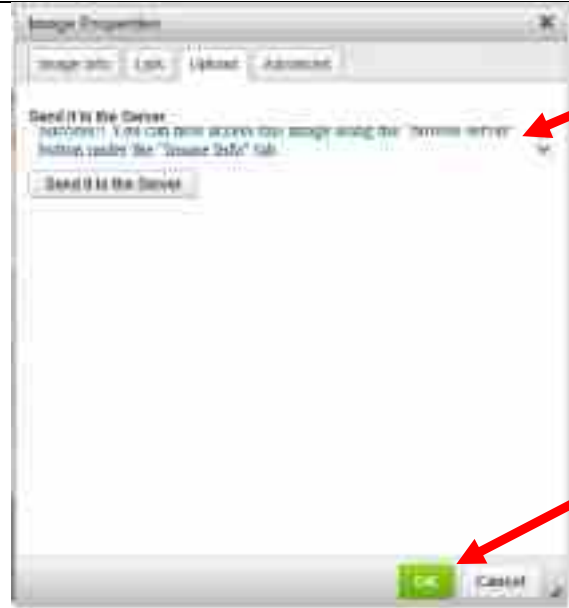 Image Properties
Image Info Link Upload Advanced
Send it to the Server
Success!! You can now access this image using the "browse server"
button under the "Image Info" tab
Send it to the Server
OK Cancel